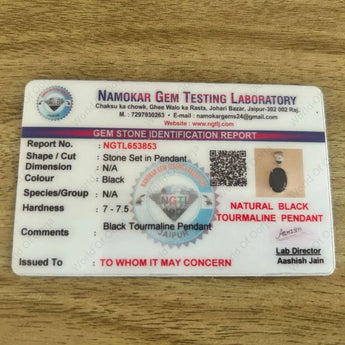 NAMOKAR GEM TESTING LABORATORY
Chaksu ka chowk, Ghee Walo ka Rasta, Johari Bazar, Jaipur-302 002 Raj.
M. : 7297930263 • E-mail : namokargems24@gmail.com
Website : www.ngtlj.com
GEM STONE IDENTIFICATION REPORT
Report No. : NGTL653853
Shape / Cut : Stone Set in Pendant
Dimension : N/A
Colour : Black
Species/Group : N/A
Hardness : 7 - 7.5
Comments : Black Tourmaline Pendant
Issued To : TO WHOM IT MAY CONCERN
NATURAL BLACK
TOURMALINE PENDANT
Lab Director
Aashish Jain
NGTL
JAIPUR